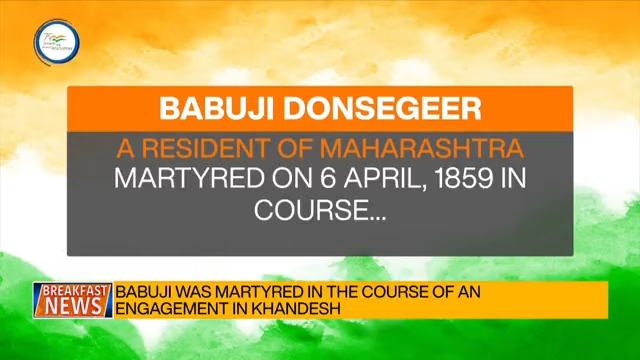 BABUJI DONSEGEER
A RESIDENT OF MAHARASHTRA
MARTYRED ON 6 APRIL, 1859 IN
COURSE...
BREAKFAST
NEWS
BABUJI WAS MARTYRED IN THE COURSE OF AN
ENGAGEMENT IN KHANDESH